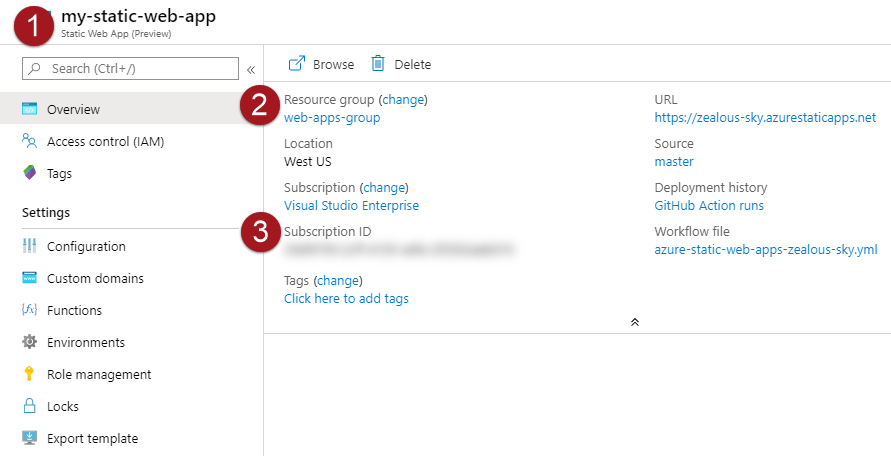 1
my-static-web-app
Static Web App (Preview)
Search (Ctrl+/)
«
Overview
Access control (IAM)
Tags
Settings
Configuration
Custom domains
Functions
Environments
Role management
Locks
Export template
Browse
Delete
2
Resource group (change)
web-apps-group
Location
West US
Subscription (change)
Visual Studio Enterprise
3
Subscription ID
Tags (change)
Click here to add tags
URL
https://zealous-sky.azurestaticapps.net
Source
master
Deployment history
GitHub Action runs
Workflow file
azure-static-web-apps-zealous-sky.yml